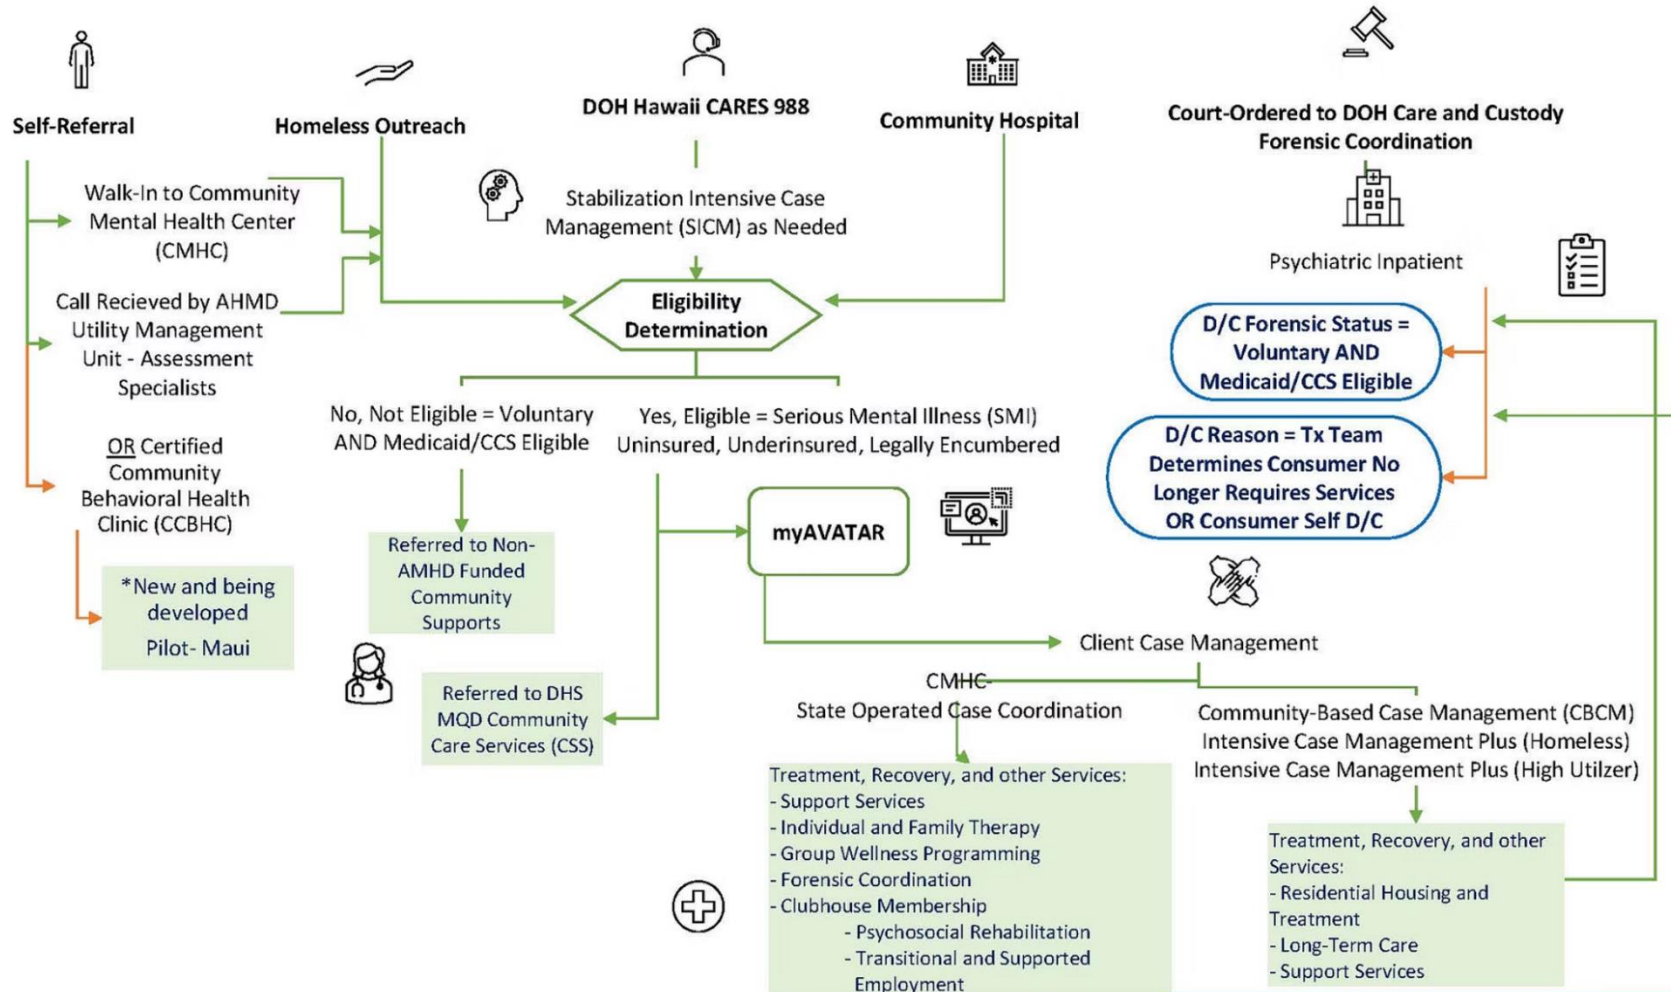 Self-Referral
Homeless Outreach
DOH Hawaii CARES 988
Community Hospital
Court-Ordered to DOH Care and Custody
Forensic Coordination
Walk-In to Community
Mental Health Center
(CMHC)
Call Recieved by AHMD
Utility Management
Unit - Assessment
Specialists
OR Certified
Community
Behavioral Health
Clinic (CCBHC)
*New and being
developed
Pilot- Maui
Stabilization Intensive Case
Management (SICM) as Needed
Eligibility
Determination
No, Not Eligible = Voluntary
AND Medicaid/CCS Eligible
Yes, Eligible = Serious Mental Illness (SMI)
Uninsured, Underinsured, Legally Encumbered
Referred to Non-
AMHD Funded
Community
Supports
Referred to DHS
MQD Community
Care Services (CSS)
myAVATAR
Psychiatric Inpatient
D/C Forensic Status =
Voluntary AND
Medicaid/CCS Eligible
D/C Reason = Tx Team
Determines Consumer No
Longer Requires Services
OR Consumer Self D/C
Client Case Management
CMHC-
State Operated Case Coordination
Community-Based Case Management (CBCM)
Intensive Case Management Plus (Homeless)
Intensive Case Management Plus (High Utilzer)
Treatment, Recovery, and other Services:
- Support Services
- Individual and Family Therapy
- Group Wellness Programming
- Forensic Coordination
- Clubhouse Membership
- Psychosocial Rehabilitation
- Transitional and Supported
Employment
Treatment, Recovery, and other
Services:
- Residential Housing and
Treatment
- Long-Term Care
- Support Services